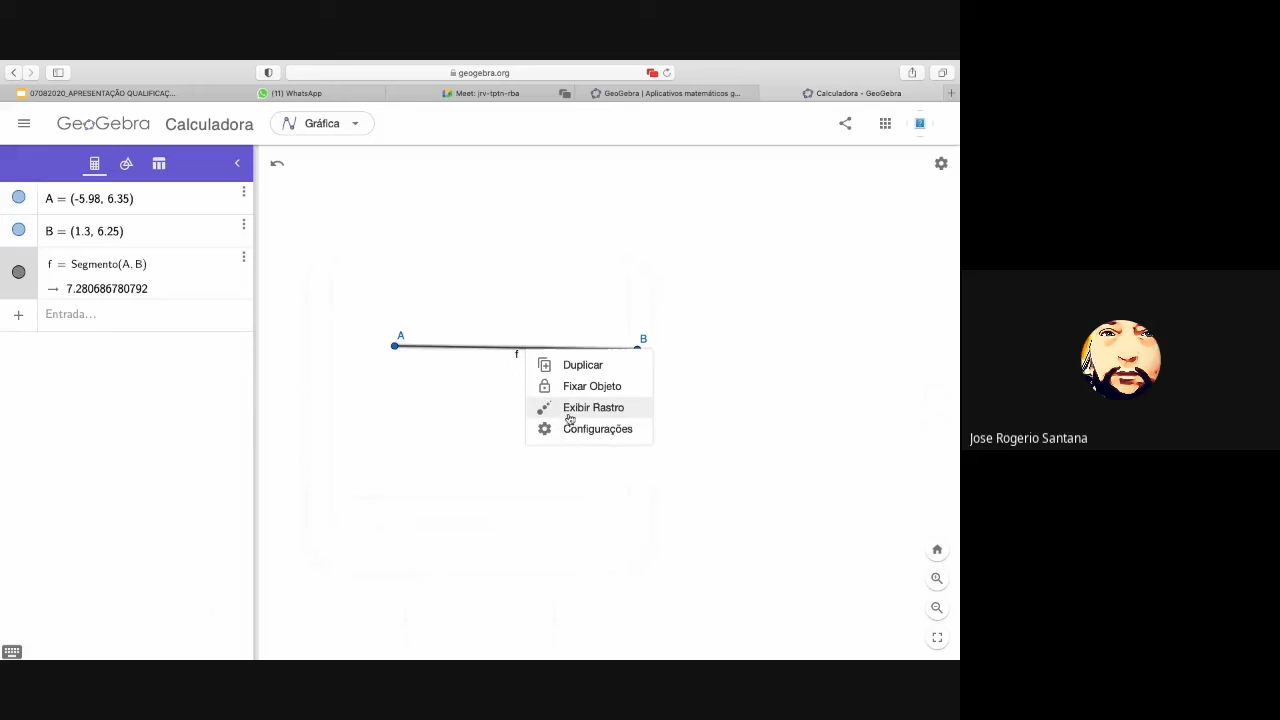 geogebra.org
07082020_APRESENTAÇÃO QUALIFICAÇ...
(11) WhatsApp
Meet: jrv-tptn-rba
GeoGebra | Aplicativos matemáticos g...
Calculadora - GeoGebra
GeoGebra Calculadora
Gráfica
A = (-5.98, 6.35)
B = (1.3, 6.25)
f = Segmento(A, B)
→ 7.280686780792
Entrada...
A
B
f
Duplicar
Fixar Objeto
Exibir Rastro
Configurações
Jose Rogerio Santana